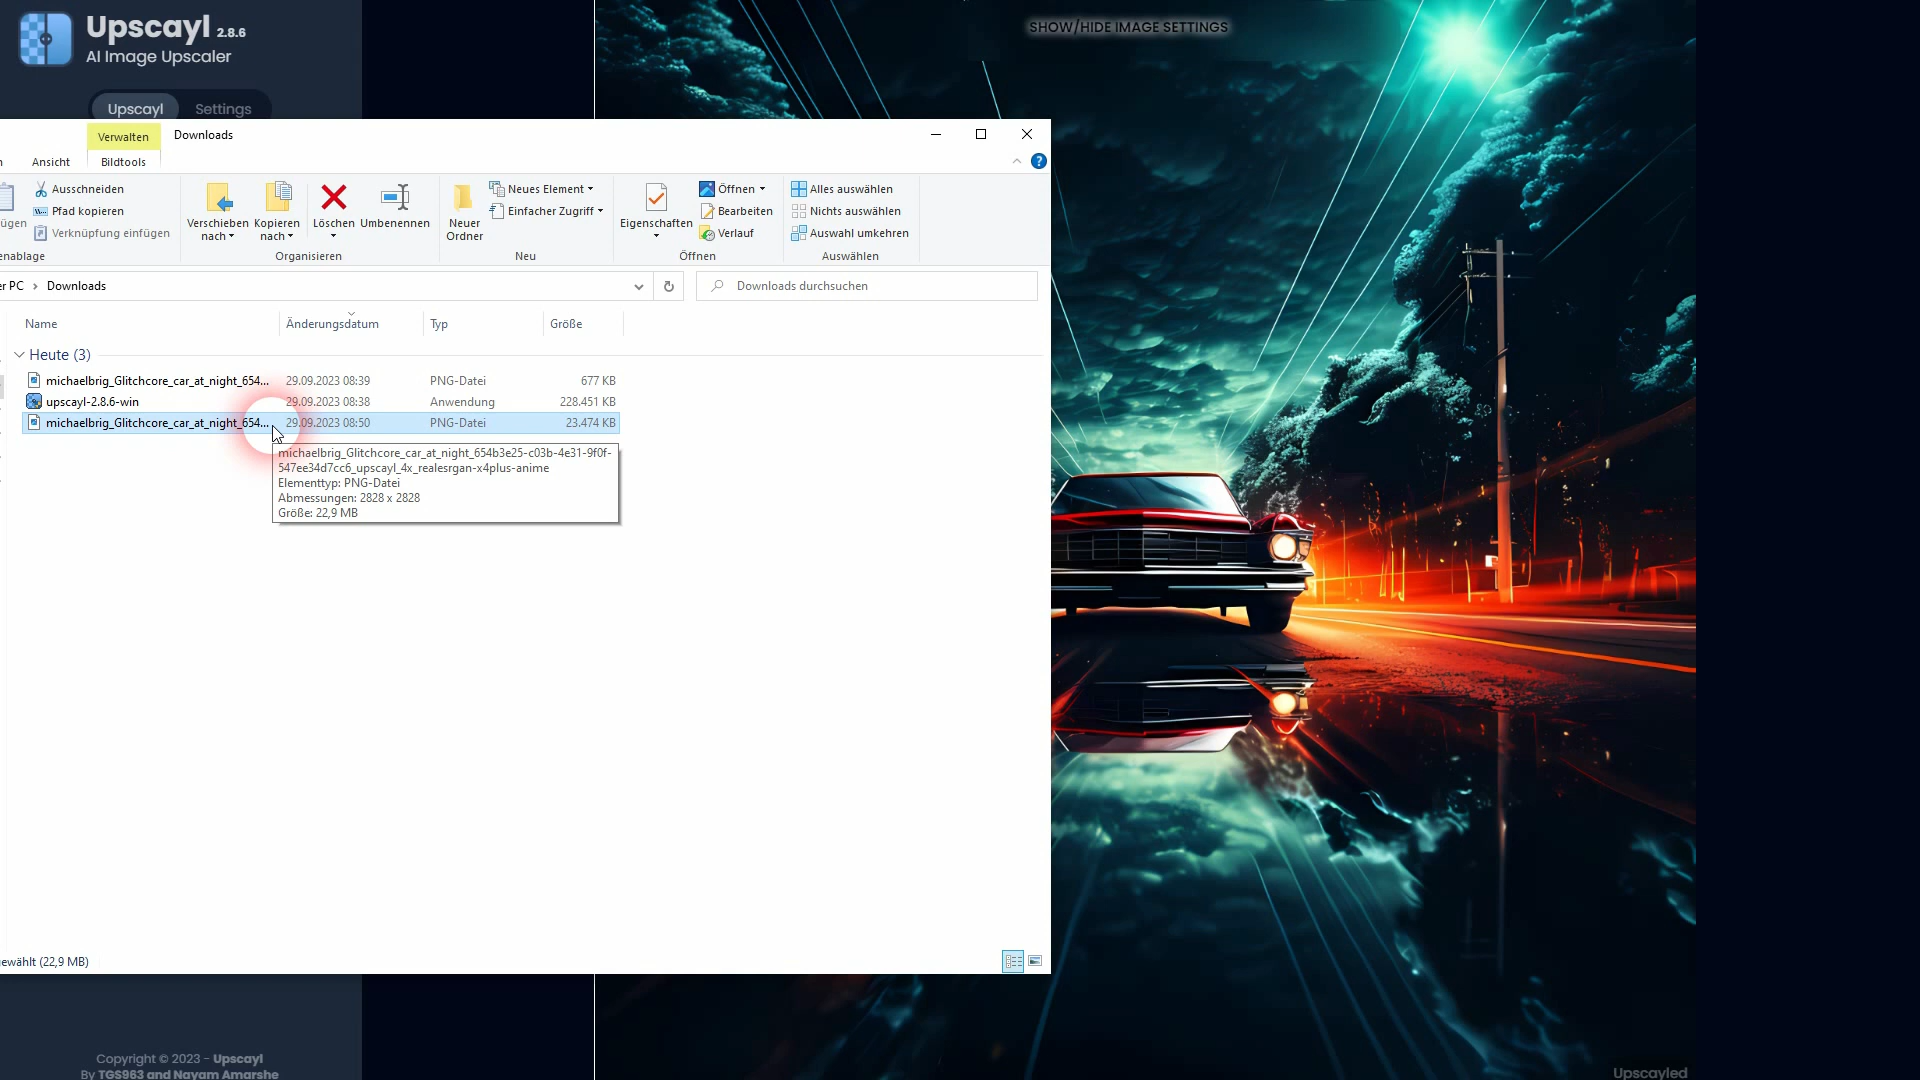 Upscayl 2.8.6
AI Image Upscaler
Upscayl Settings
SHOW/HIDE IMAGE SETTINGS
Verwalten Downloads
Ansicht Bildtools
Ausschneiden
Pfad kopieren
Verknüpfung einfügen
Verschieben nach
Kopieren nach
Löschen
Umbenennen
Organisieren
Neuer Ordner
Neues Element
Einfacher Zugriff
Neu
Eigenschaften
Öffnen
Bearbeiten
Verlauf
Öffnen
Alles auswählen
Nichts auswählen
Auswahl umkehren
Auswählen
er PC > Downloads
Downloads durchsuchen
Name Änderungsdatum Typ Größe
Heute (3)
michaelbrig_Glitchcore_car_at_night_654... 29.09.2023 08:39 PNG-Datei 677 KB
upscayl-2.8.6-win 29.09.2023 08:38 Anwendung 228.451 KB
michaelbrig_Glitchcore_car_at_night_654... 29.09.2023 08:50 PNG-Datei 23.474 KB
michaelbrig_Glitchcore_car_at_night_654b3e25-c03b-4e31-9f0f-
547ee34d7cc6_upscayl_4x_realesrgan-x4plus-anime
Elementtyp: PNG-Datei
Abmessungen: 2828 x 2828
Größe: 22,9 MB
ewählt (22,9 MB)
Copyright © 2023 - Upscayl
By TGS963 and Nayam Amarshe
Upscayled